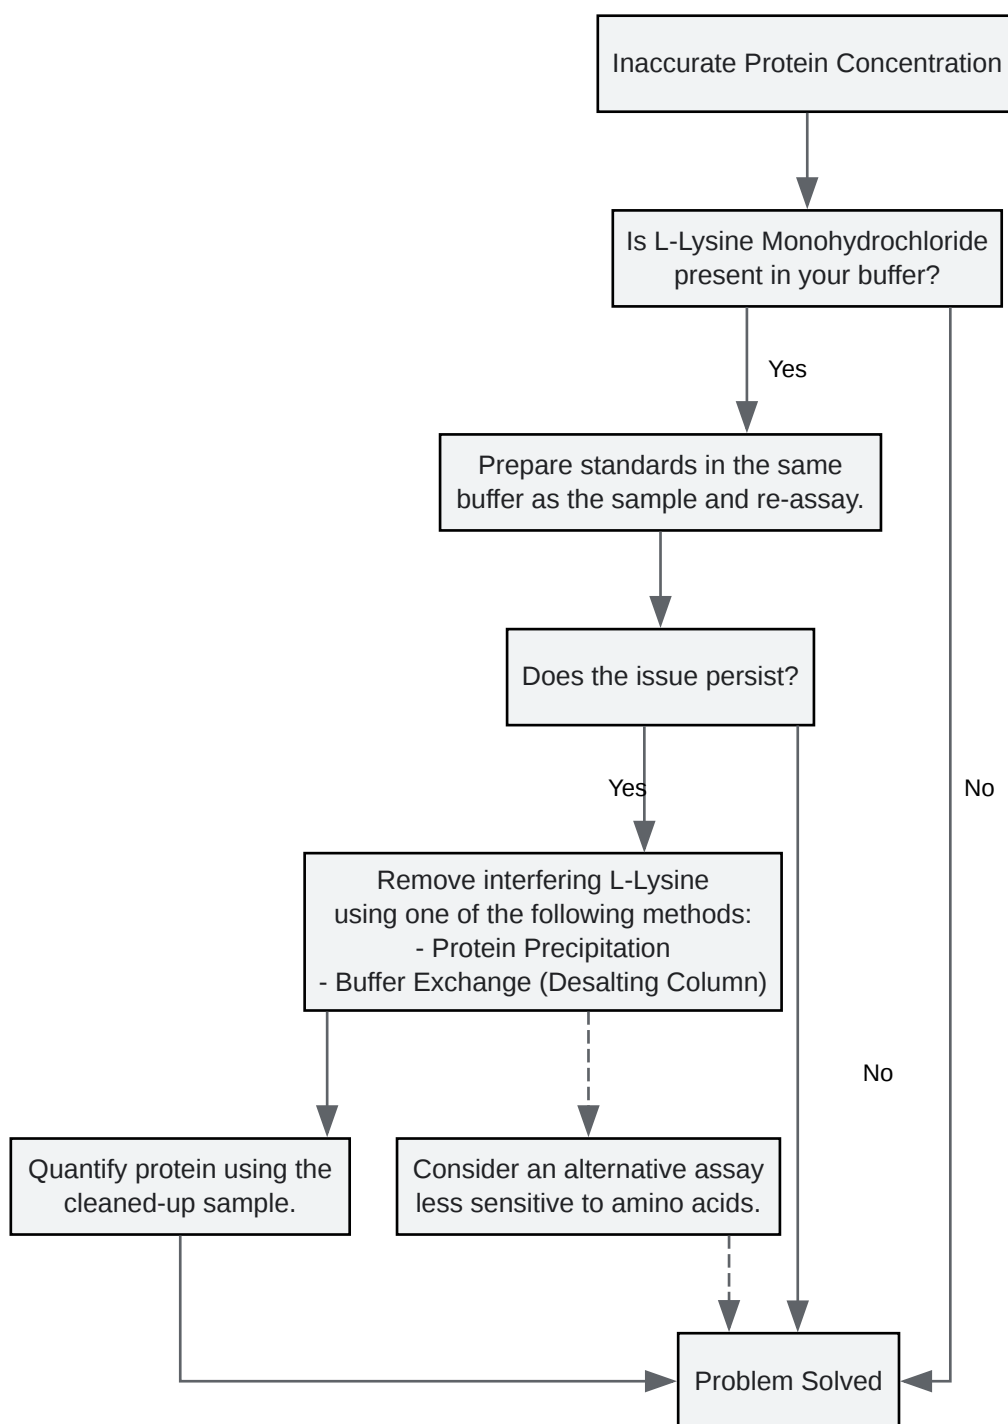 Inaccurate Protein Concentration
Is L-Lysine Monohydrochloride
present in your buffer?
Yes
Prepare standards in the same
buffer as the sample and re-assay.
Does the issue persist?
Yes
No
Remove interfering L-Lysine
using one of the following methods:
- Protein Precipitation
- Buffer Exchange (Desalting Column)
No
Quantify protein using the
cleaned-up sample.
Consider an alternative assay
less sensitive to amino acids.
Problem Solved